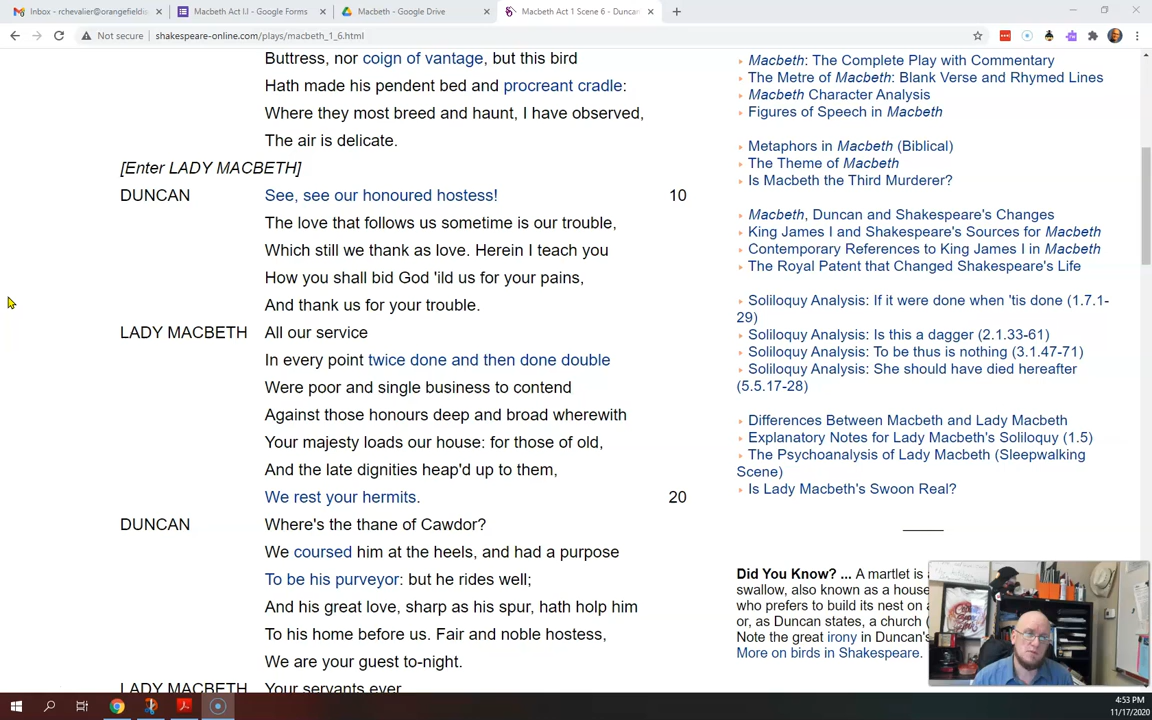 Inbox - rchevalier@orangefieldis
Macbeth Act I.I - Google Forms
Macbeth - Google Drive
Macbeth Act 1 Scene 6 - Duncan
Not secure
shakespeare-online.com/plays/macbeth_1_6.html
Buttress, nor coign of vantage, but this bird
Hath made his pendent bed and procreant cradle:
Where they most breed and haunt, I have observed,
The air is delicate.
[Enter LADY MACBETH]
DUNCAN See, see our honoured hostess! 10
The love that follows us sometime is our trouble,
Which still we thank as love. Herein I teach you
How you shall bid God 'ild us for your pains,
And thank us for your trouble.
LADY MACBETH All our service
In every point twice done and then done double
Were poor and single business to contend
Against those honours deep and broad wherewith
Your majesty loads our house: for those of old,
And the late dignities heap'd up to them,
We rest your hermits. 20
DUNCAN Where's the thane of Cawdor?
We coursed him at the heels, and had a purpose
To be his purveyor: but he rides well;
And his great love, sharp as his spur, hath holp him
To his home before us. Fair and noble hostess,
We are your guest to-night.
LADY MACBETH Your servants ever
Macbeth: The Complete Play with Commentary
The Metre of Macbeth: Blank Verse and Rhymed Lines
Macbeth Character Analysis
Figures of Speech in Macbeth
Metaphors in Macbeth (Biblical)
The Theme of Macbeth
Is Macbeth the Third Murderer?
Macbeth, Duncan and Shakespeare's Changes
King James I and Shakespeare's Sources for Macbeth
Contemporary References to King James I in Macbeth
The Royal Patent that Changed Shakespeare's Life
Soliloquy Analysis: If it were done when 'tis done (1.7.1-
29)
Soliloquy Analysis: Is this a dagger (2.1.33-61)
Soliloquy Analysis: To be thus is nothing (3.1.47-71)
Soliloquy Analysis: She should have died hereafter
(5.5.17-28)
Differences Between Macbeth and Lady Macbeth
Explanatory Notes for Lady Macbeth's Soliloquy (1.5)
The Psychoanalysis of Lady Macbeth (Sleepwalking
Scene)
Is Lady Macbeth's Swoon Real?
Did You Know? ... A martlet is
swallow, also known as a house
who prefers to build its nest on
or, as Duncan states, a church (
Note the great irony in Duncan's
More on birds in Shakespeare.
4:53 PM
11/17/2020